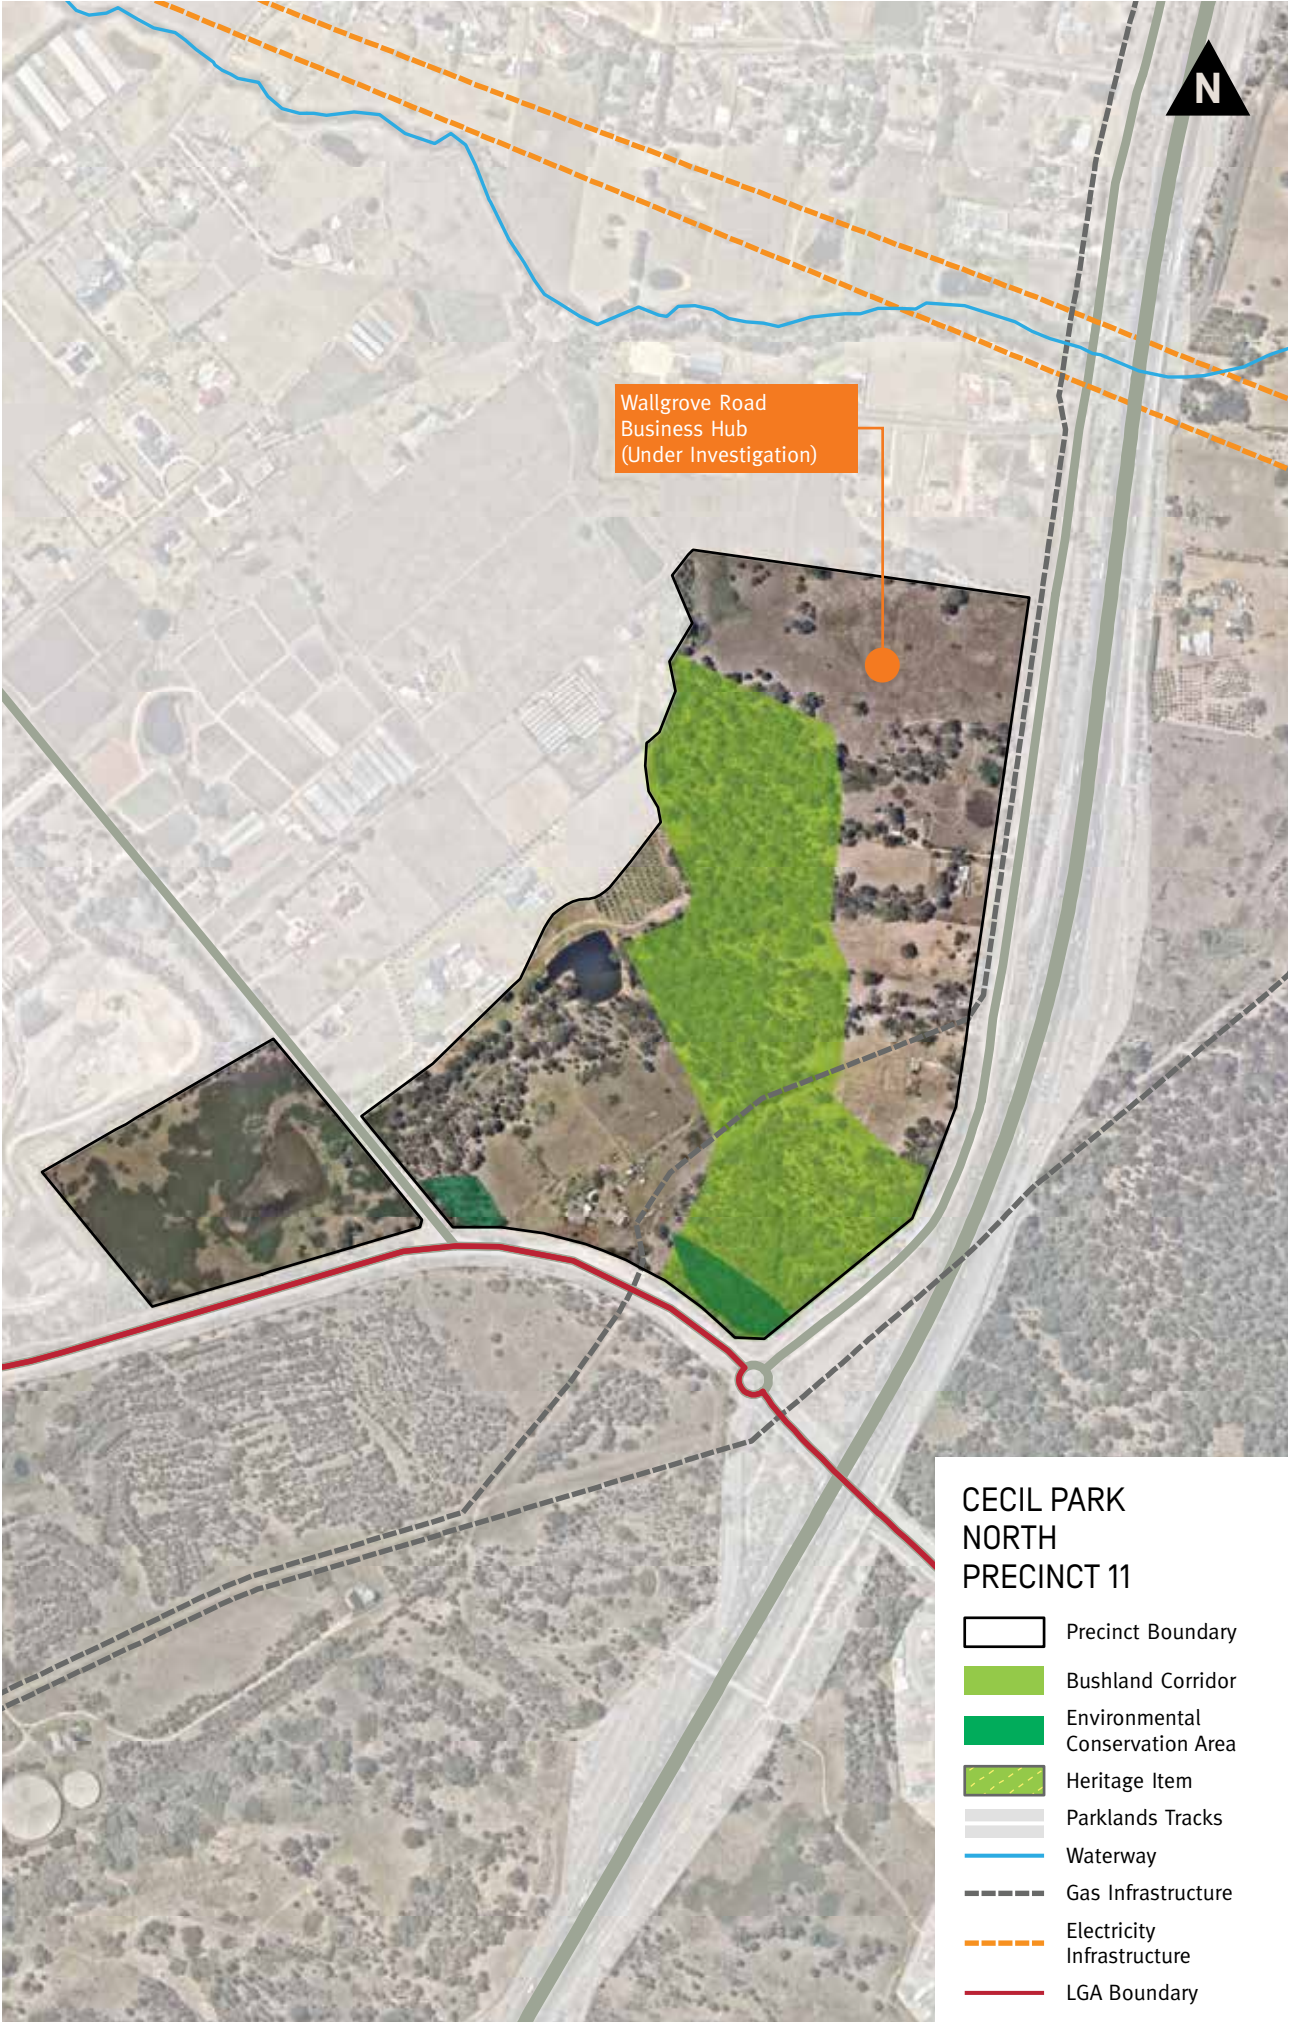 N
Wallgrove Road
Business Hub
(Under Investigation)
CECIL PARK
NORTH
PRECINCT 11
Precinct Boundary
Bushland Corridor
Environmental
Conservation Area
Heritage Item
Parklands Tracks
Waterway
Gas Infrastructure
Electricity
Infrastructure
LGA Boundary